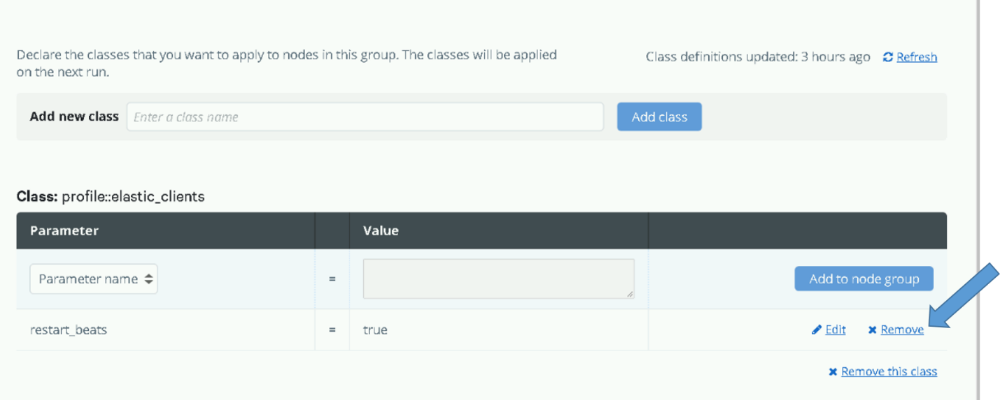 Declare the classes that you want to apply to nodes in this group. The classes will be applied
on the next run.
Class definitions updated: 3 hours ago Refresh
Add new class Enter a class name Add class
Class: profile::elastic_clients
Parameter Value
Parameter name = Add to node group
restart_beats = true Edit Remove
Remove this class